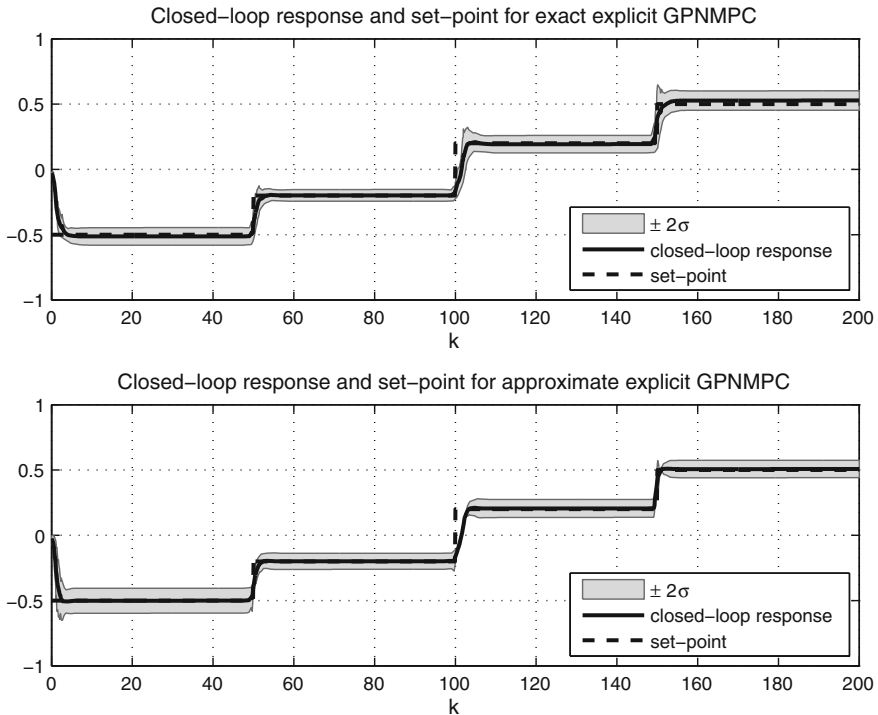 Closed-loop response and set-point for exact explicit GPNMPC
1
0.5
0
-0.5
-1
± 2σ
closed-loop response
set-point
0 20 40 60 80 100 120 140 160 180 200
k
Closed-loop response and set-point for approximate explicit GPNMPC
1
0.5
0
-0.5
-1
± 2σ
closed-loop response
set-point
0 20 40 60 80 100 120 140 160 180 200
k